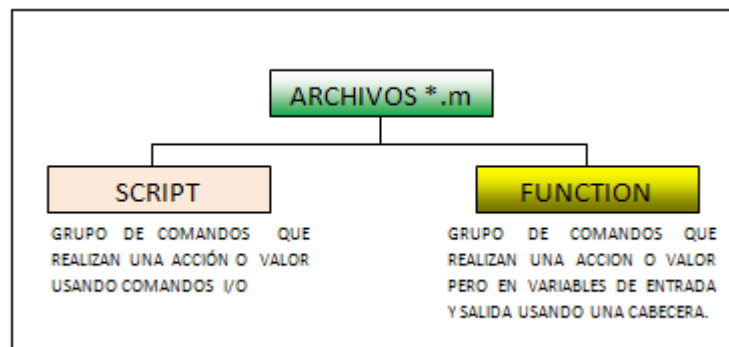 ARCHIVOS *.m
SCRIPT
GRUPO DE COMANDOS QUE
REALIZAN UNA ACCIÓN O VALOR
USANDO COMANDOS I/O
FUNCTION
GRUPO DE COMANDOS QUE
REALIZAN UNA ACCION O VALOR
PERO EN VARIABLES DE ENTRADA
Y SALIDA USANDO UNA CABECERA.